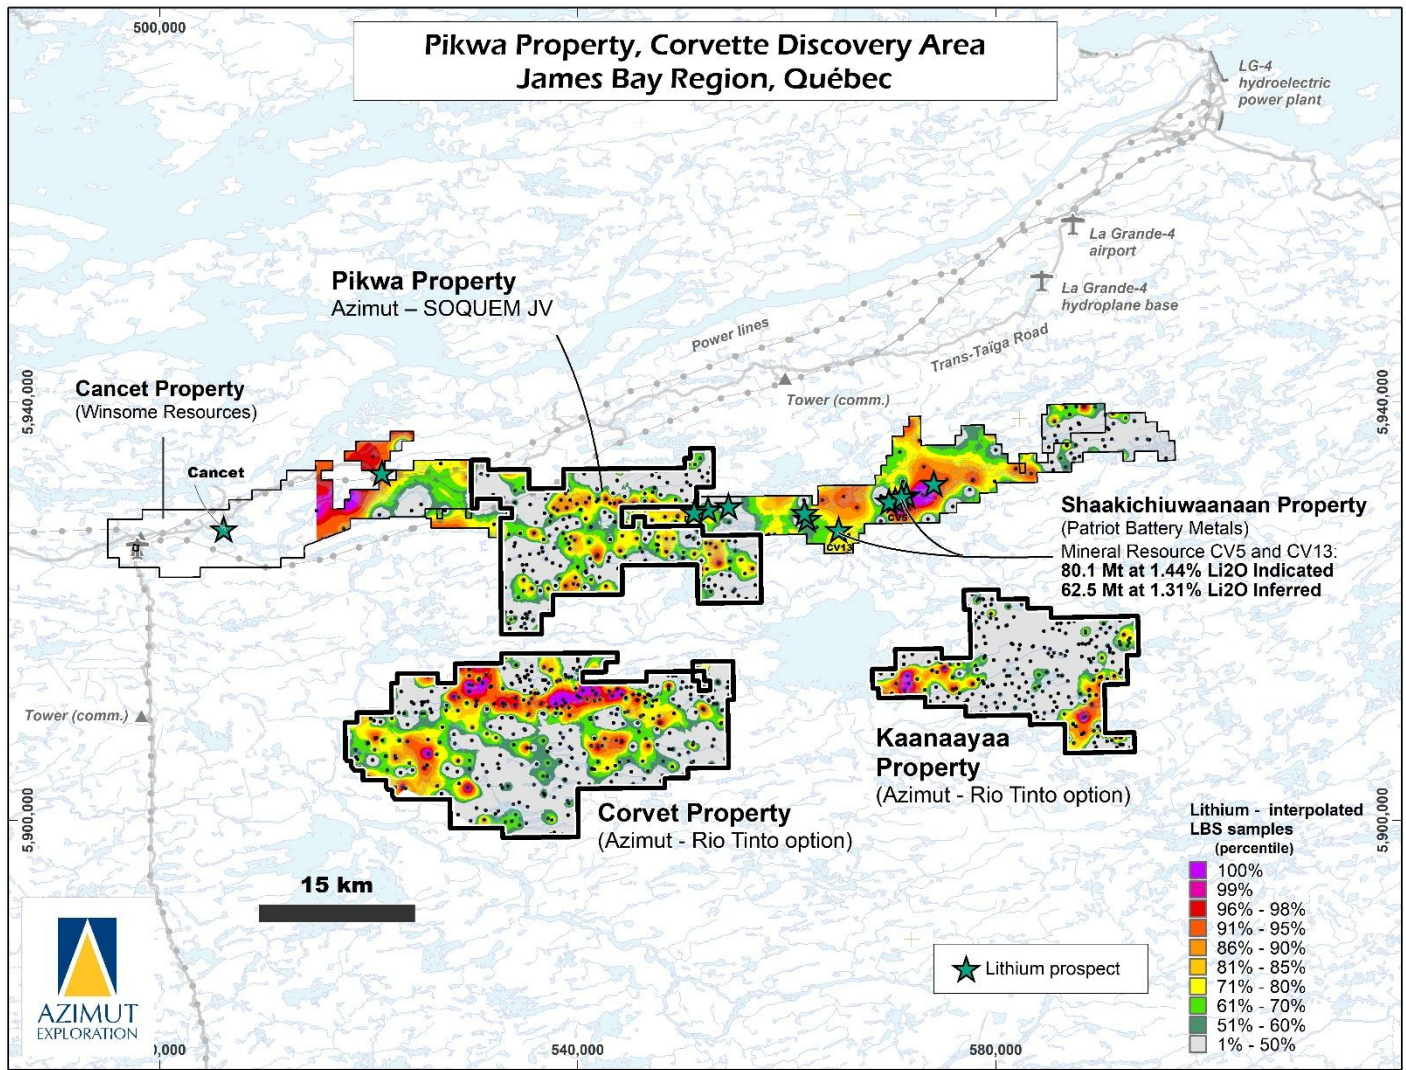 500,000
Pikwa Property, Corvette Discovery Area
James Bay Region, Québec
LG-4
hydroelectric
power plant
La Grande-4
airport
La Grande-4
hydroplane base
Pikwa Property
Azimut – SOQUEM JV
Power lines
Trans-Taïga Road
Tower (comm.)
5,940,000
5,940,000
Cancet Property
(Winsome Resources)
Cancet
CV5
CV13
Shaakichiuwaanaan Property
(Patriot Battery Metals)
Mineral Resource CV5 and CV13:
80.1 Mt at 1.44% Li2O Indicated
62.5 Mt at 1.31% Li2O Inferred
Tower (comm.)
Kaanaayaa
Property
(Azimut - Rio Tinto option)
Corvet Property
(Azimut - Rio Tinto option)
5,900,000
5,900,000
15 km
Lithium - interpolated
LBS samples
(percentile)
100%
99%
96% - 98%
91% - 95%
86% - 90%
81% - 85%
71% - 80%
61% - 70%
51% - 60%
1% - 50%
Lithium prospect
AZIMUT
EXPLORATION
540,000
580,000